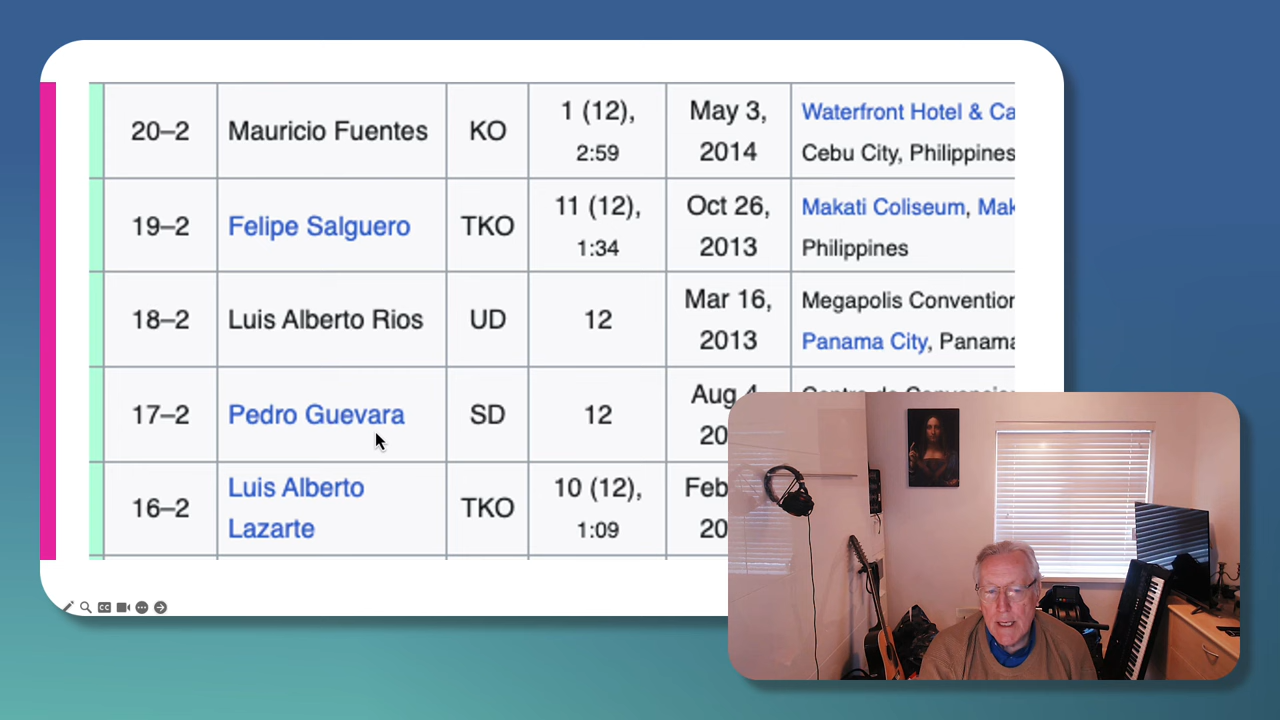 20–2 Mauricio Fuentes KO 1 (12), 2:59 May 3, 2014 Waterfront Hotel & Ca
Cebu City, Philippines
19–2 Felipe Salguero TKO 11 (12), 1:34 Oct 26, 2013 Makati Coliseum, Mak
Philippines
18–2 Luis Alberto Rios UD 12 Mar 16, 2013 Megapolis Convention
Panama City, Panama
17–2 Pedro Guevara SD 12 Aug 4 20
16–2 Luis Alberto Lazarte TKO 10 (12), 1:09 Feb 20
CC